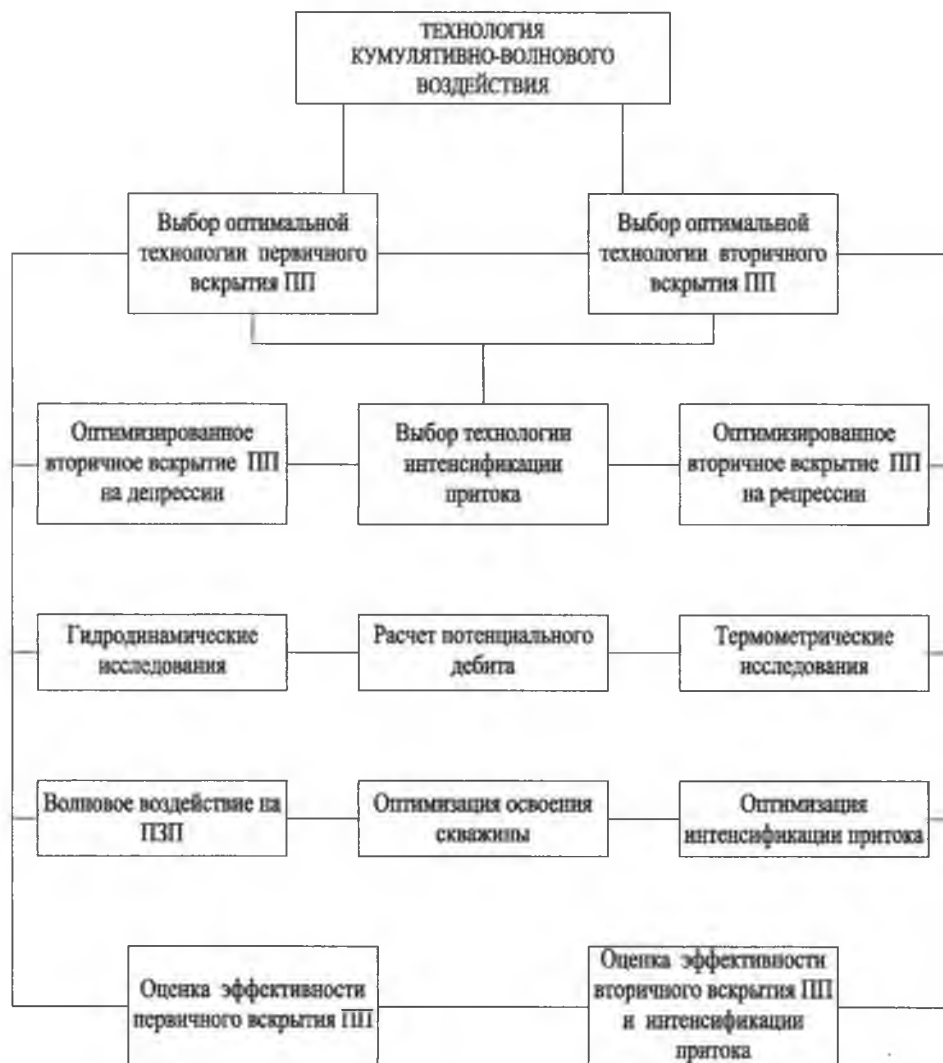 ТЕХНОЛОГИЯ
КУМУЛЯТИВНО-ВОЛНОВОГО
ВОЗДЕЙСТВИЯ
Выбор оптимальной
технологии первичного
вскрытия ПП
Выбор оптимальной
технологии вторичного
вскрытия ПП
Оптимизированное
вторичное вскрытие ПП
на депрессии
Выбор технологии
интенсификации
притока
Оптимизированное
вторичное вскрытие ПП
на репрессии
Гидродинамические
исследования
Расчет потенциального
дебита
Термометрические
исследования
Волновое воздействие на
ПЗП
Оптимизация освоения
скважины
Оптимизация
интенсификации притока
Оценка эффективности
первичного вскрытия ПП
Оценка эффективности
вторичного вскрытия ПП
и интенсификации
притока